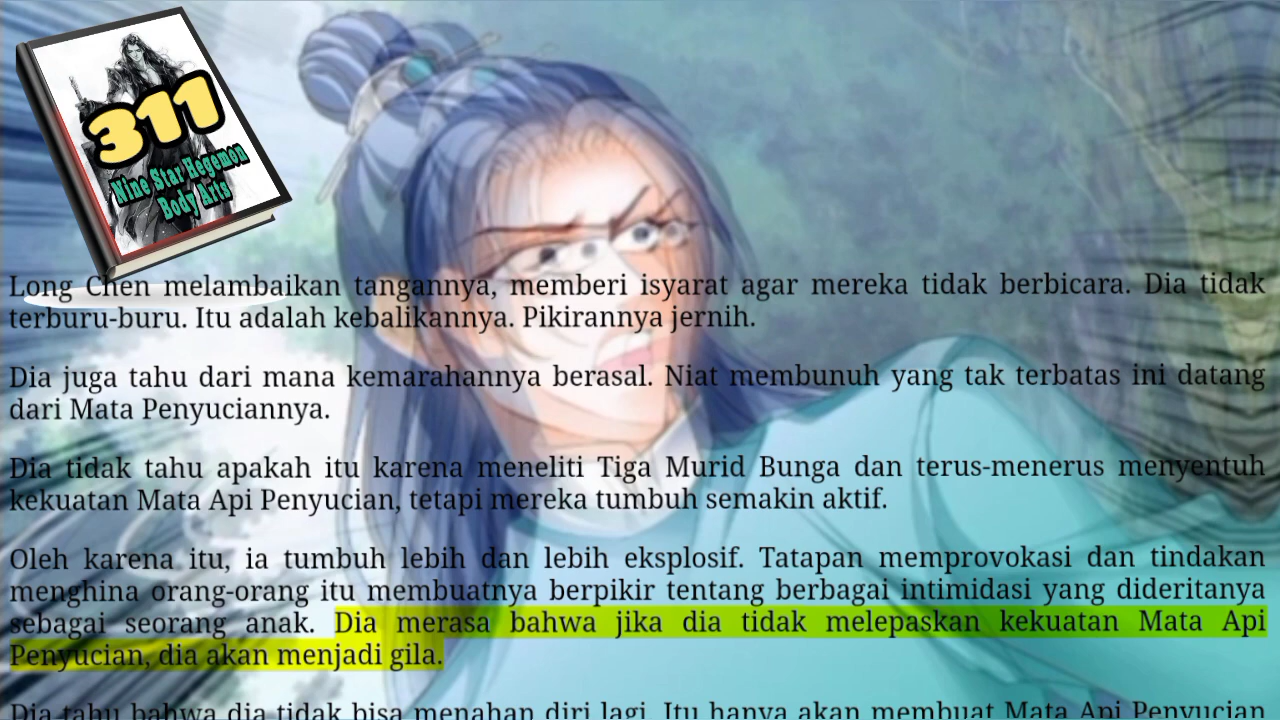 311
Nine Star Hegemon
Body Arts
Long Chen melambaikan tangannya, memberi isyarat agar mereka tidak berbicara. Dia tidak
terburu-buru. Itu adalah kebalikannya. Pikirannya jernih.
Dia juga tahu dari mana kemarahannya berasal. Niat membunuh yang tak terbatas ini datang
dari Mata Penyuciannya.
Dia tidak tahu apakah itu karena meneliti Tiga Murid Bunga dan terus-menerus menyentuh
kekuatan Mata Api Penyucian, tetapi mereka tumbuh semakin aktif.
Oleh karena itu, ia tumbuh lebih dan lebih eksplosif. Tatapan memprovokasi dan tindakan
menghina orang-orang itu membuatnya berpikir tentang berbagai intimidasi yang dideritanya
sebagai seorang anak. Dia merasa bahwa jika dia tidak melepaskan kekuatan Mata Api
Penyucian, dia akan menjadi gila.
Dia tahu bahwa dia tidak bisa menahan diri lagi. Itu hanya akan membuat Mata Api Penyucian